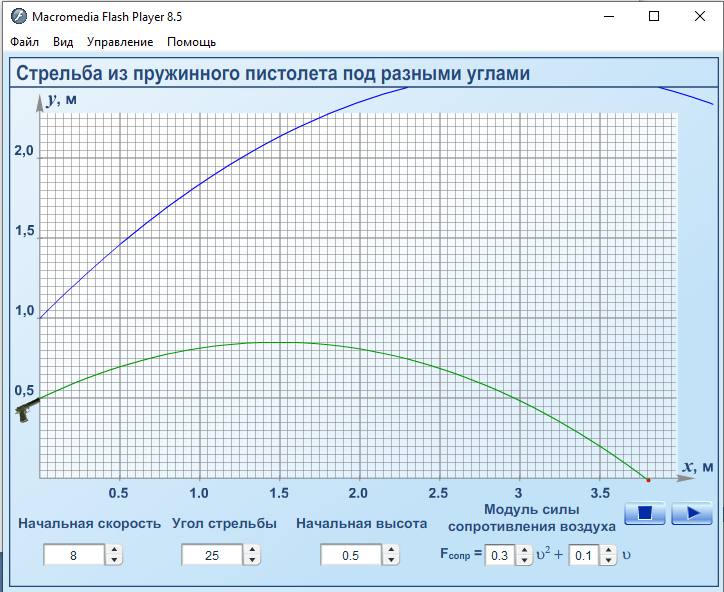 Macromedia Flash Player 8.5
Файл Вид Управление Помощь
Стрельба из пружинного пистолета под разными углами
y, м
2,0
1,5
1,0
0,5
x, м
0.5 1.0 1.5 2.0 2.5 3 3.5
Начальная скорость Угол стрельбы Начальная высота Модуль силы
сопротивления воздуха
8 25 0.5 Fсопр = 0.3 υ² + 0.1 υ